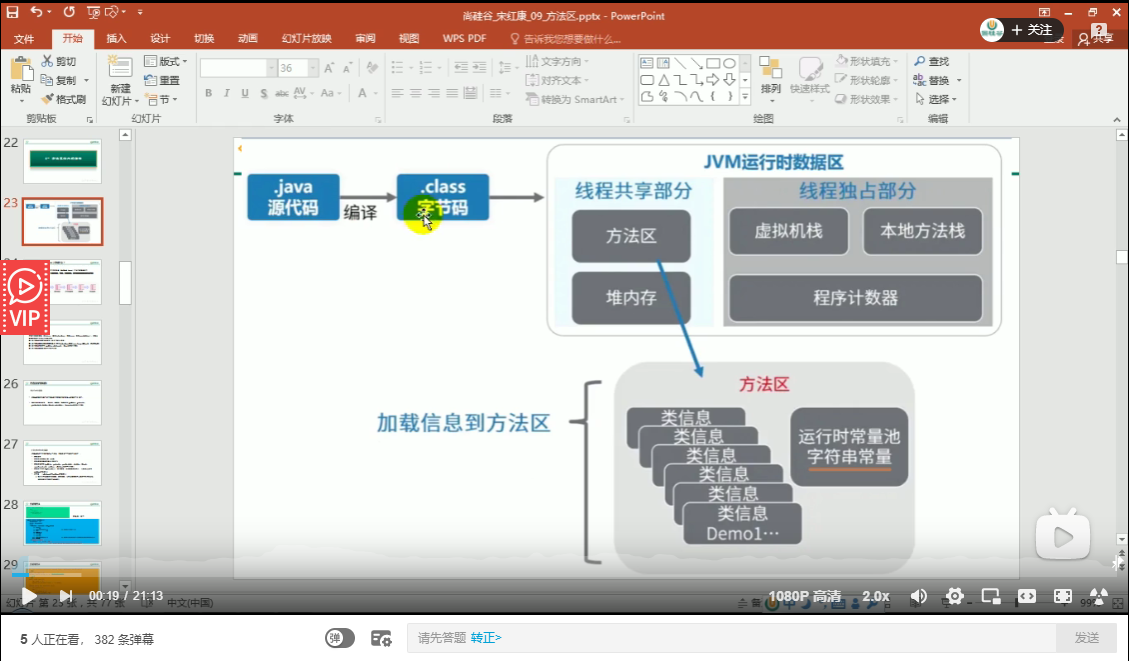 尚硅谷_宋红康_09_方法区.pptx - PowerPoint
+ 关注
文件 开始 插入 设计 切换 动画 幻灯片放映 审阅 视图 WPS PDF 告诉我您想要做什么... 共享
粘贴
剪切
复制
格式刷
剪贴板
新建
幻灯片
版式
重置
节
幻灯片
36
B I U S abc AV Aa A
字体
文字方向
对齐文本
转换为 SmartArt
段落
排列
快速样式
形状填充
形状轮廓
形状效果
绘图
查找
替换
选择
编辑
22
23
26
27
28
29
VIP
.java
源代码
编译
.class
字节码
JVM运行时数据区
线程共享部分
方法区
堆内存
线程独占部分
虚拟机栈
本地方法栈
程序计数器
加载信息到方法区
方法区
类信息
类信息
类信息
类信息
类信息
类信息
Demo1…
运行时常量池
字符串常量
00:19 / 21:13
1080P 高清
2.0x
中文(中国)
5 人正在看， 382 条弹幕
弹
请先答题 转正>
发送